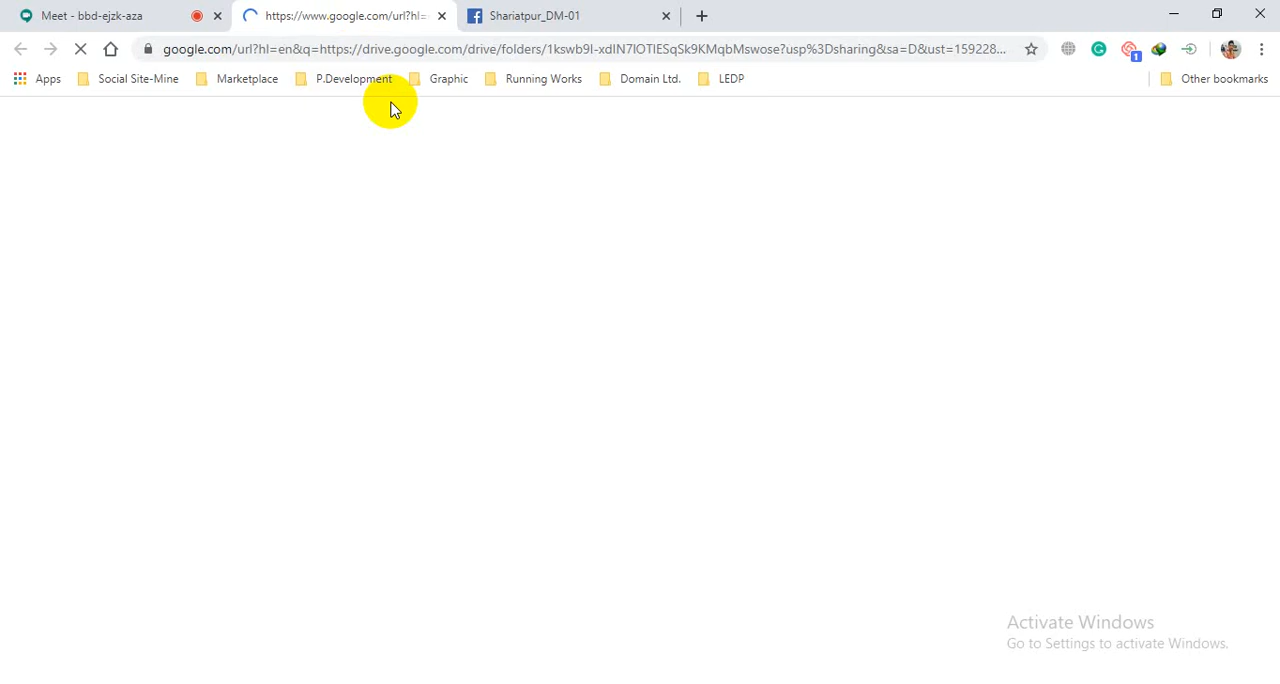 Meet - bbd-ejzk-aza
https://www.google.com/url?hl=
Shariatpur_DM-01
google.com/url?hl=en&q=https://drive.google.com/drive/folders/1kswb9I-xdIN7IOTIESqSk9KMqbMswose?usp%3Dsharing&sa=D&ust=159228...
1
Apps Social Site-Mine Marketplace P.Development Graphic Running Works Domain Ltd. LEDP Other bookmarks
Activate Windows
Go to Settings to activate Windows.